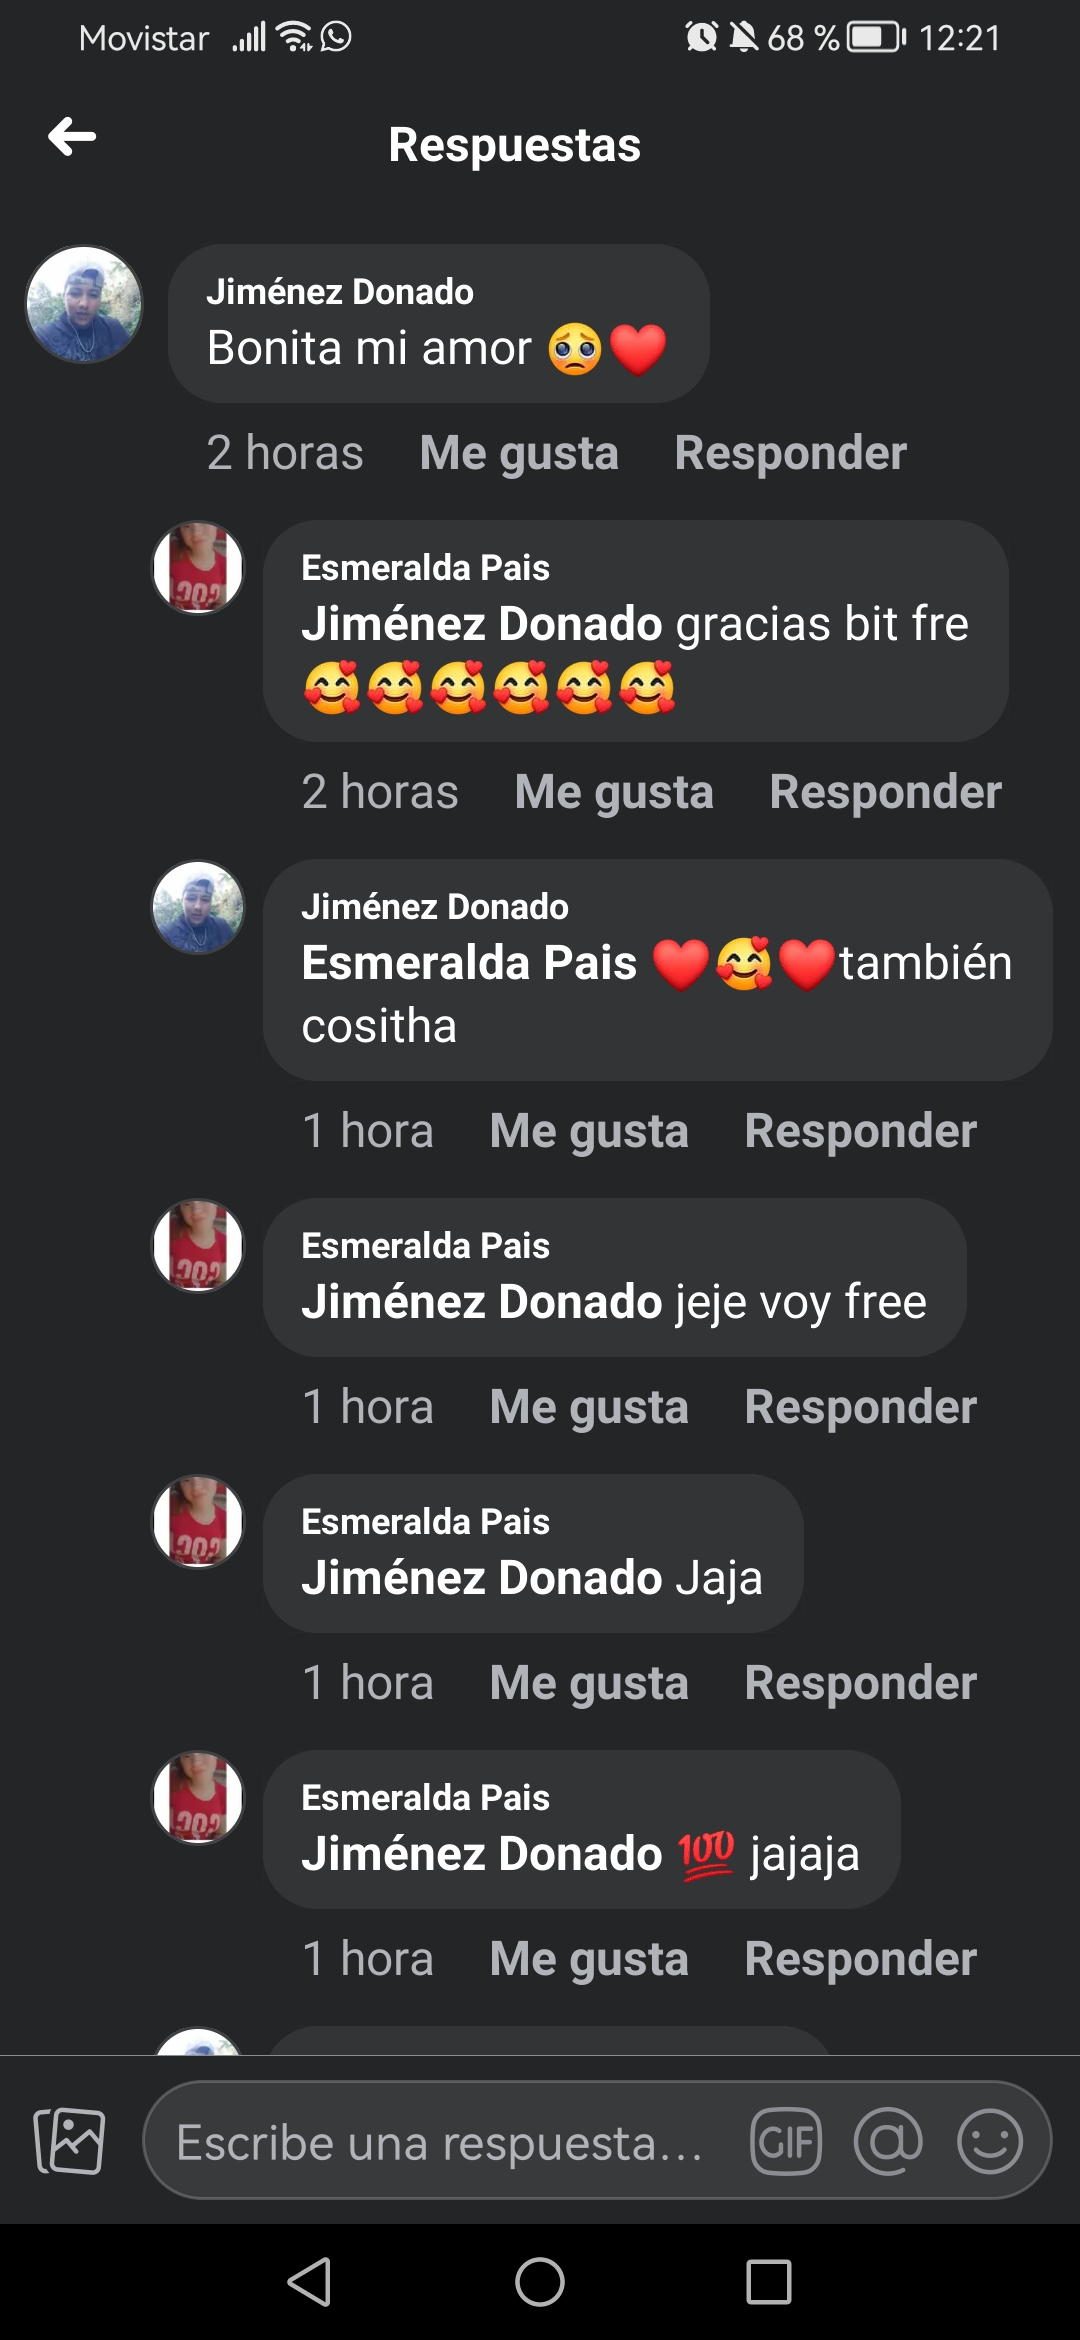 Movistar 68 % 12:21
Respuestas
Jiménez Donado
Bonita mi amor 🥺❤️
2 horas Me gusta Responder
Esmeralda Pais
Jiménez Donado gracias bit fre
🥰🥰🥰🥰🥰🥰
2 horas Me gusta Responder
Jiménez Donado
Esmeralda Pais ❤️🥰❤️también
cositha
1 hora Me gusta Responder
Esmeralda Pais
Jiménez Donado jeje voy free
1 hora Me gusta Responder
Esmeralda Pais
Jiménez Donado Jaja
1 hora Me gusta Responder
Esmeralda Pais
Jiménez Donado 💯 jajaja
1 hora Me gusta Responder
Escribe una respuesta... GIF @